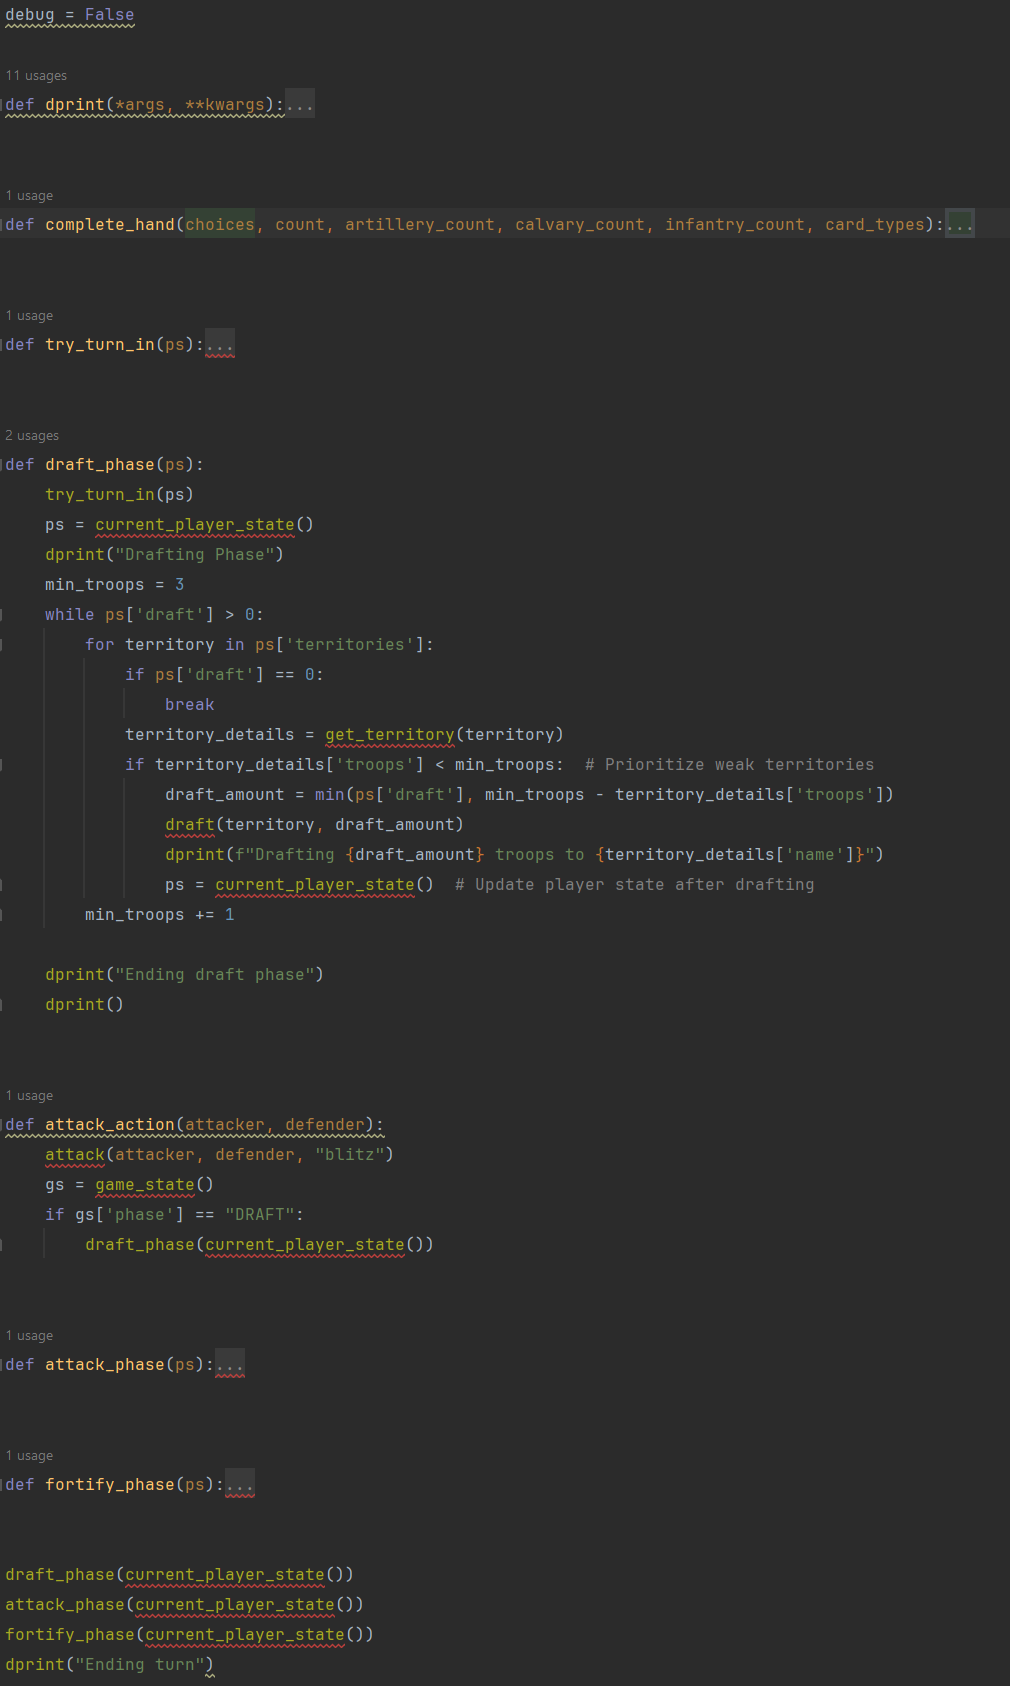 debug = False
11 usages
def dprint(*args, **kwargs):...
1 usage
def complete_hand(choices, count, artillery_count, calvary_count, infantry_count, card_types):...
1 usage
def try_turn_in(ps):...
2 usages
def draft_phase(ps):
    try_turn_in(ps)
    ps = current_player_state()
    dprint("Drafting Phase")
    min_troops = 3
    while ps['draft'] > 0:
        for territory in ps['territories']:
            if ps['draft'] == 0:
                break
            territory_details = get_territory(territory)
            if territory_details['troops'] < min_troops:  # Prioritize weak territories
                draft_amount = min(ps['draft'], min_troops - territory_details['troops'])
                draft(territory, draft_amount)
                dprint(f"Drafting {draft_amount} troops to {territory_details['name']}")
                ps = current_player_state()  # Update player state after drafting
        min_troops += 1
    dprint("Ending draft phase")
    dprint()
1 usage
def attack_action(attacker, defender):
    attack(attacker, defender, "blitz")
    gs = game_state()
    if gs['phase'] == "DRAFT":
        draft_phase(current_player_state())
1 usage
def attack_phase(ps):...
1 usage
def fortify_phase(ps):...
draft_phase(current_player_state())
attack_phase(current_player_state())
fortify_phase(current_player_state())
dprint("Ending turn")